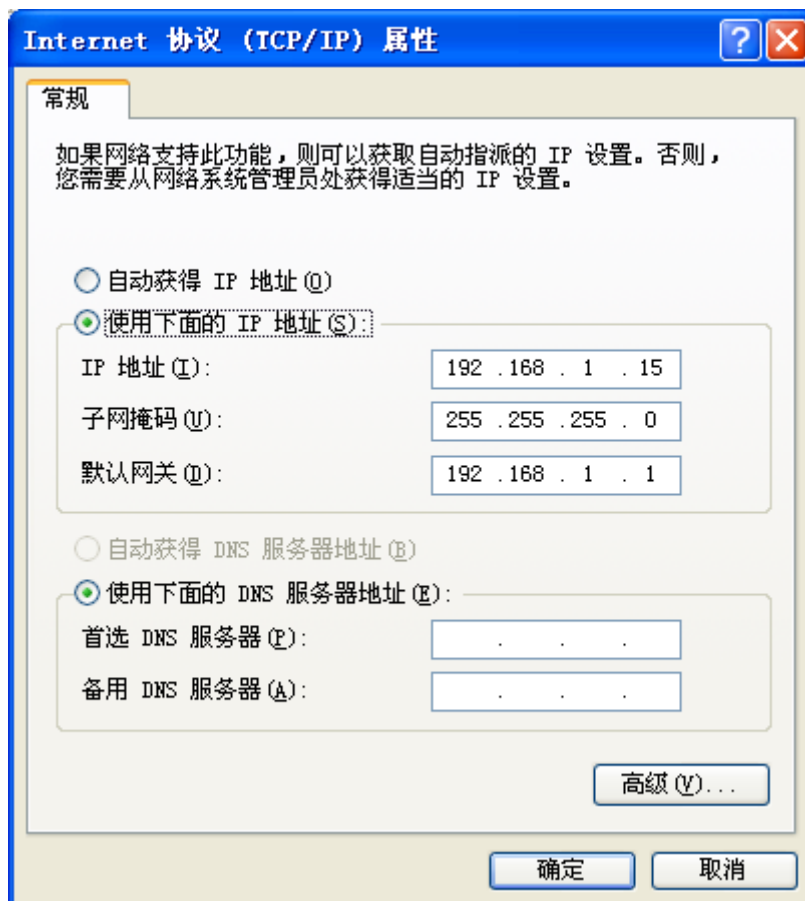 Internet 协议 (TCP/IP) 属性
常规
如果网络支持此功能，则可以获取自动指派的 IP 设置。否则，
您需要从网络系统管理员处获得适当的 IP 设置。
自动获得 IP 地址(O)
使用下面的 IP 地址(S):
IP 地址(I): 192 .168 . 1 . 15
子网掩码(U): 255 .255 .255 . 0
默认网关(D): 192 .168 . 1 . 1
自动获得 DNS 服务器地址(B)
使用下面的 DNS 服务器地址(E):
首选 DNS 服务器(P): . . .
备用 DNS 服务器(A): . . .
高级(V)...
确定 取消